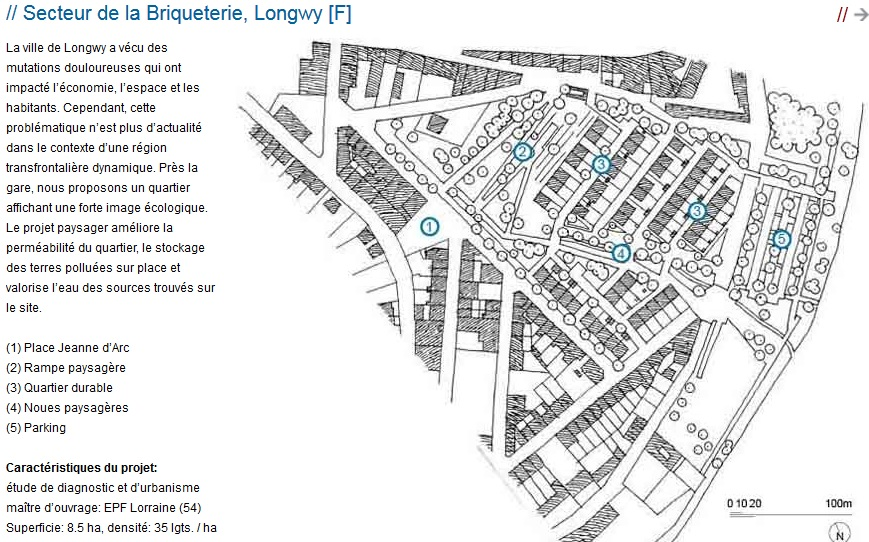 // Secteur de la Briqueterie, Longwy [F]
//
La ville de Longwy a vécu des
mutations douloureuses qui ont
impacté l'économie, l'espace et les
habitants. Cependant, cette
problématique n'est plus d'actualité
dans le contexte d'une région
transfrontalière dynamique. Près la
gare, nous proposons un quartier
affichant une forte image écologique.
Le projet paysager améliore la
perméabilité du quartier, le stockage
des terres polluées sur place et
valorise l'eau des sources trouvés sur
le site.
(1) Place Jeanne d'Arc
(2) Rampe paysagère
(3) Quartier durable
(4) Noues paysagères
(5) Parking
Caractéristiques du projet:
étude de diagnostic et d'urbanisme
maître d'ouvrage: EPF Lorraine (54)
Superficie: 8.5 ha, densité: 35 lgts. / ha
2
3
3
1
5
4
0 10 20 100m
N